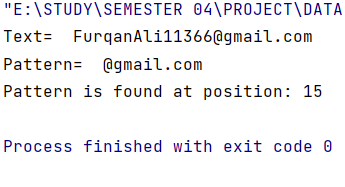 "E:\STUDY\SEMESTER 04\PROJECT\DATA
Text=  FurqanAli11366@gmail.com
Pattern=  @gmail.com
Pattern is found at position: 15
Process finished with exit code 0